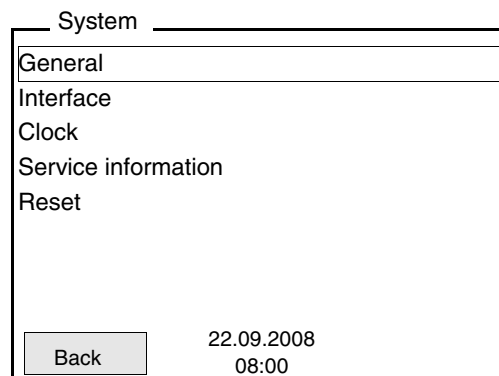 System
General
Interface
Clock
Service information
Reset
22.09.2008
Back
08:00